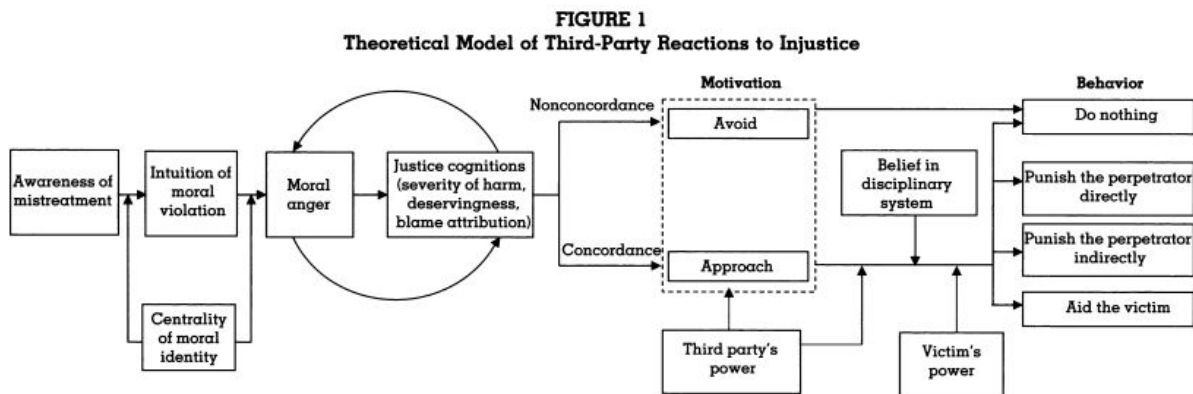 FIGURE 1
Theoretical Model of Third-Party Reactions to Injustice
Motivation
Behavior
Nonconcordance
Avoid
Do nothing
Awareness of
mistreatment
Intuition of
moral
violation
Moral
anger
Justice cognitions
(severity of harm,
deservingness,
blame attribution)
Belief in
disciplinary
system
Punish the perpetrator
directly
Punish the perpetrator
indirectly
Concordance
Approach
Aid the victim
Centrality
of moral
identity
Third party's
power
Victim's
power